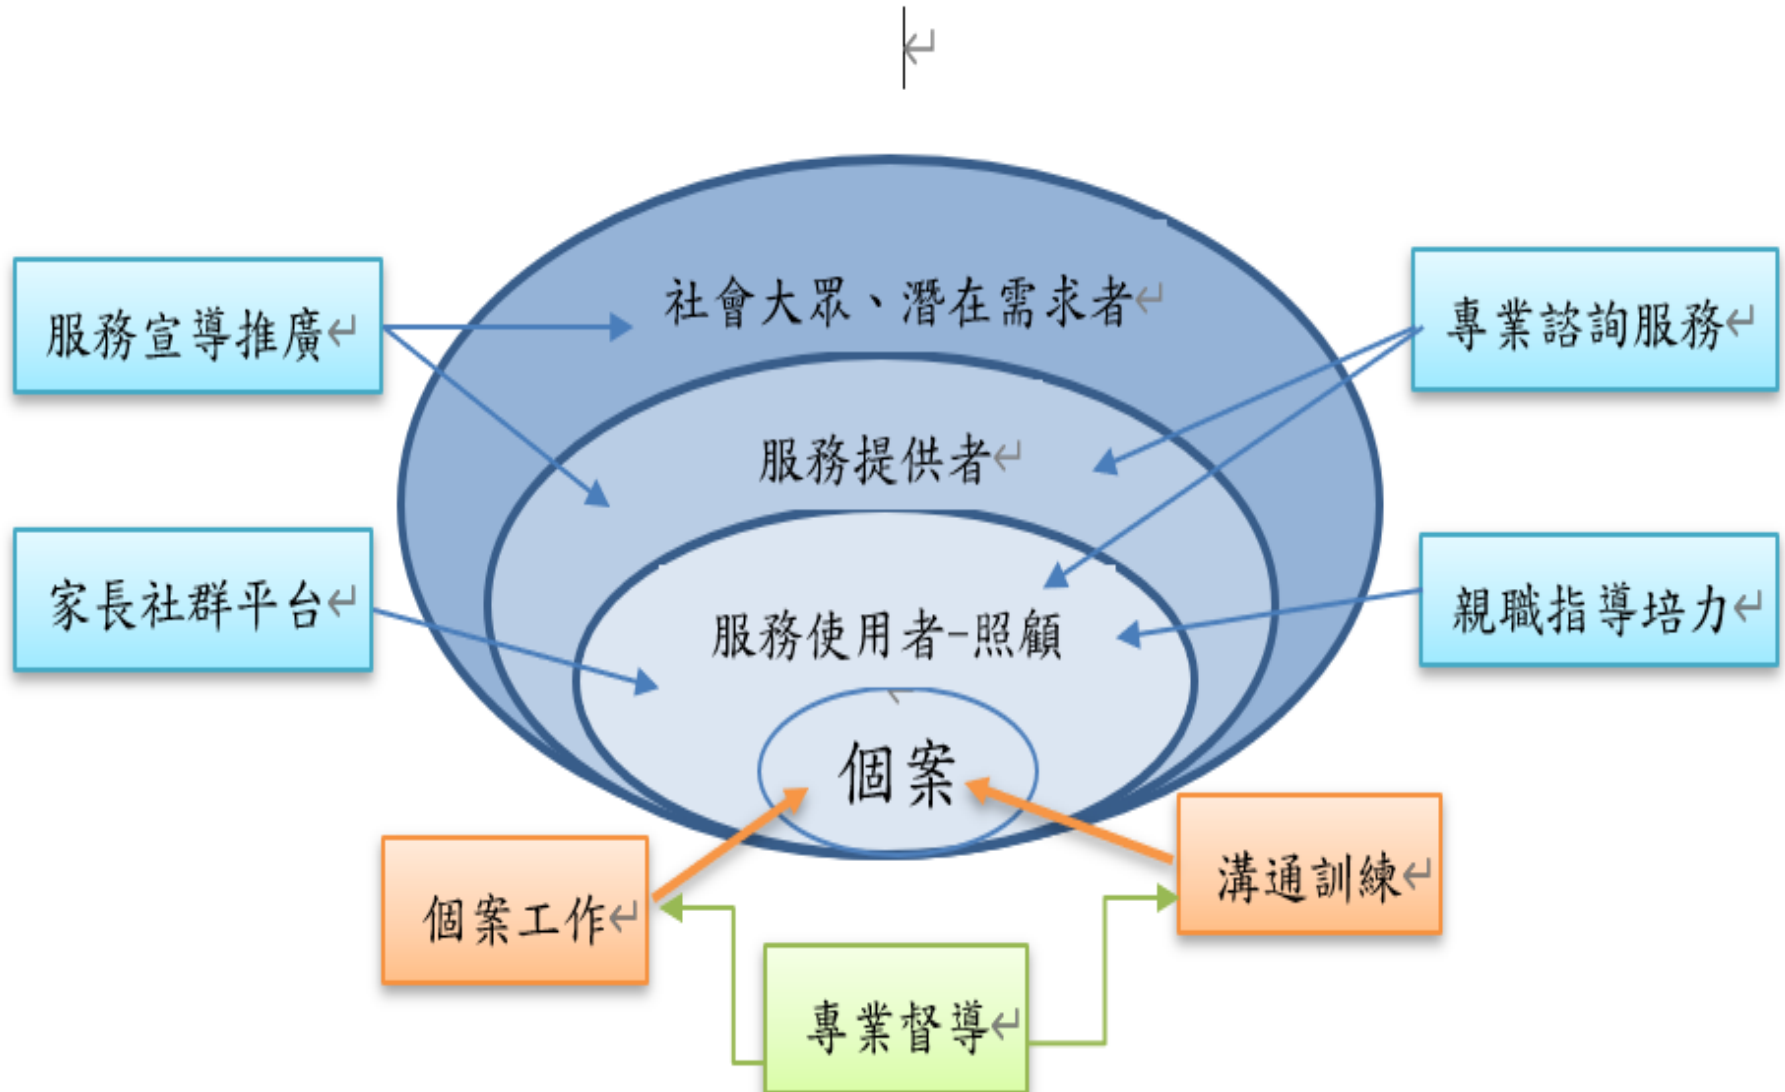 社會大眾、潛在需求者
服務宣導推廣
專業諮詢服務
服務提供者
家長社群平台
親職指導培力
服務使用者-照顧
個案
溝通訓練
個案工作
專業督導